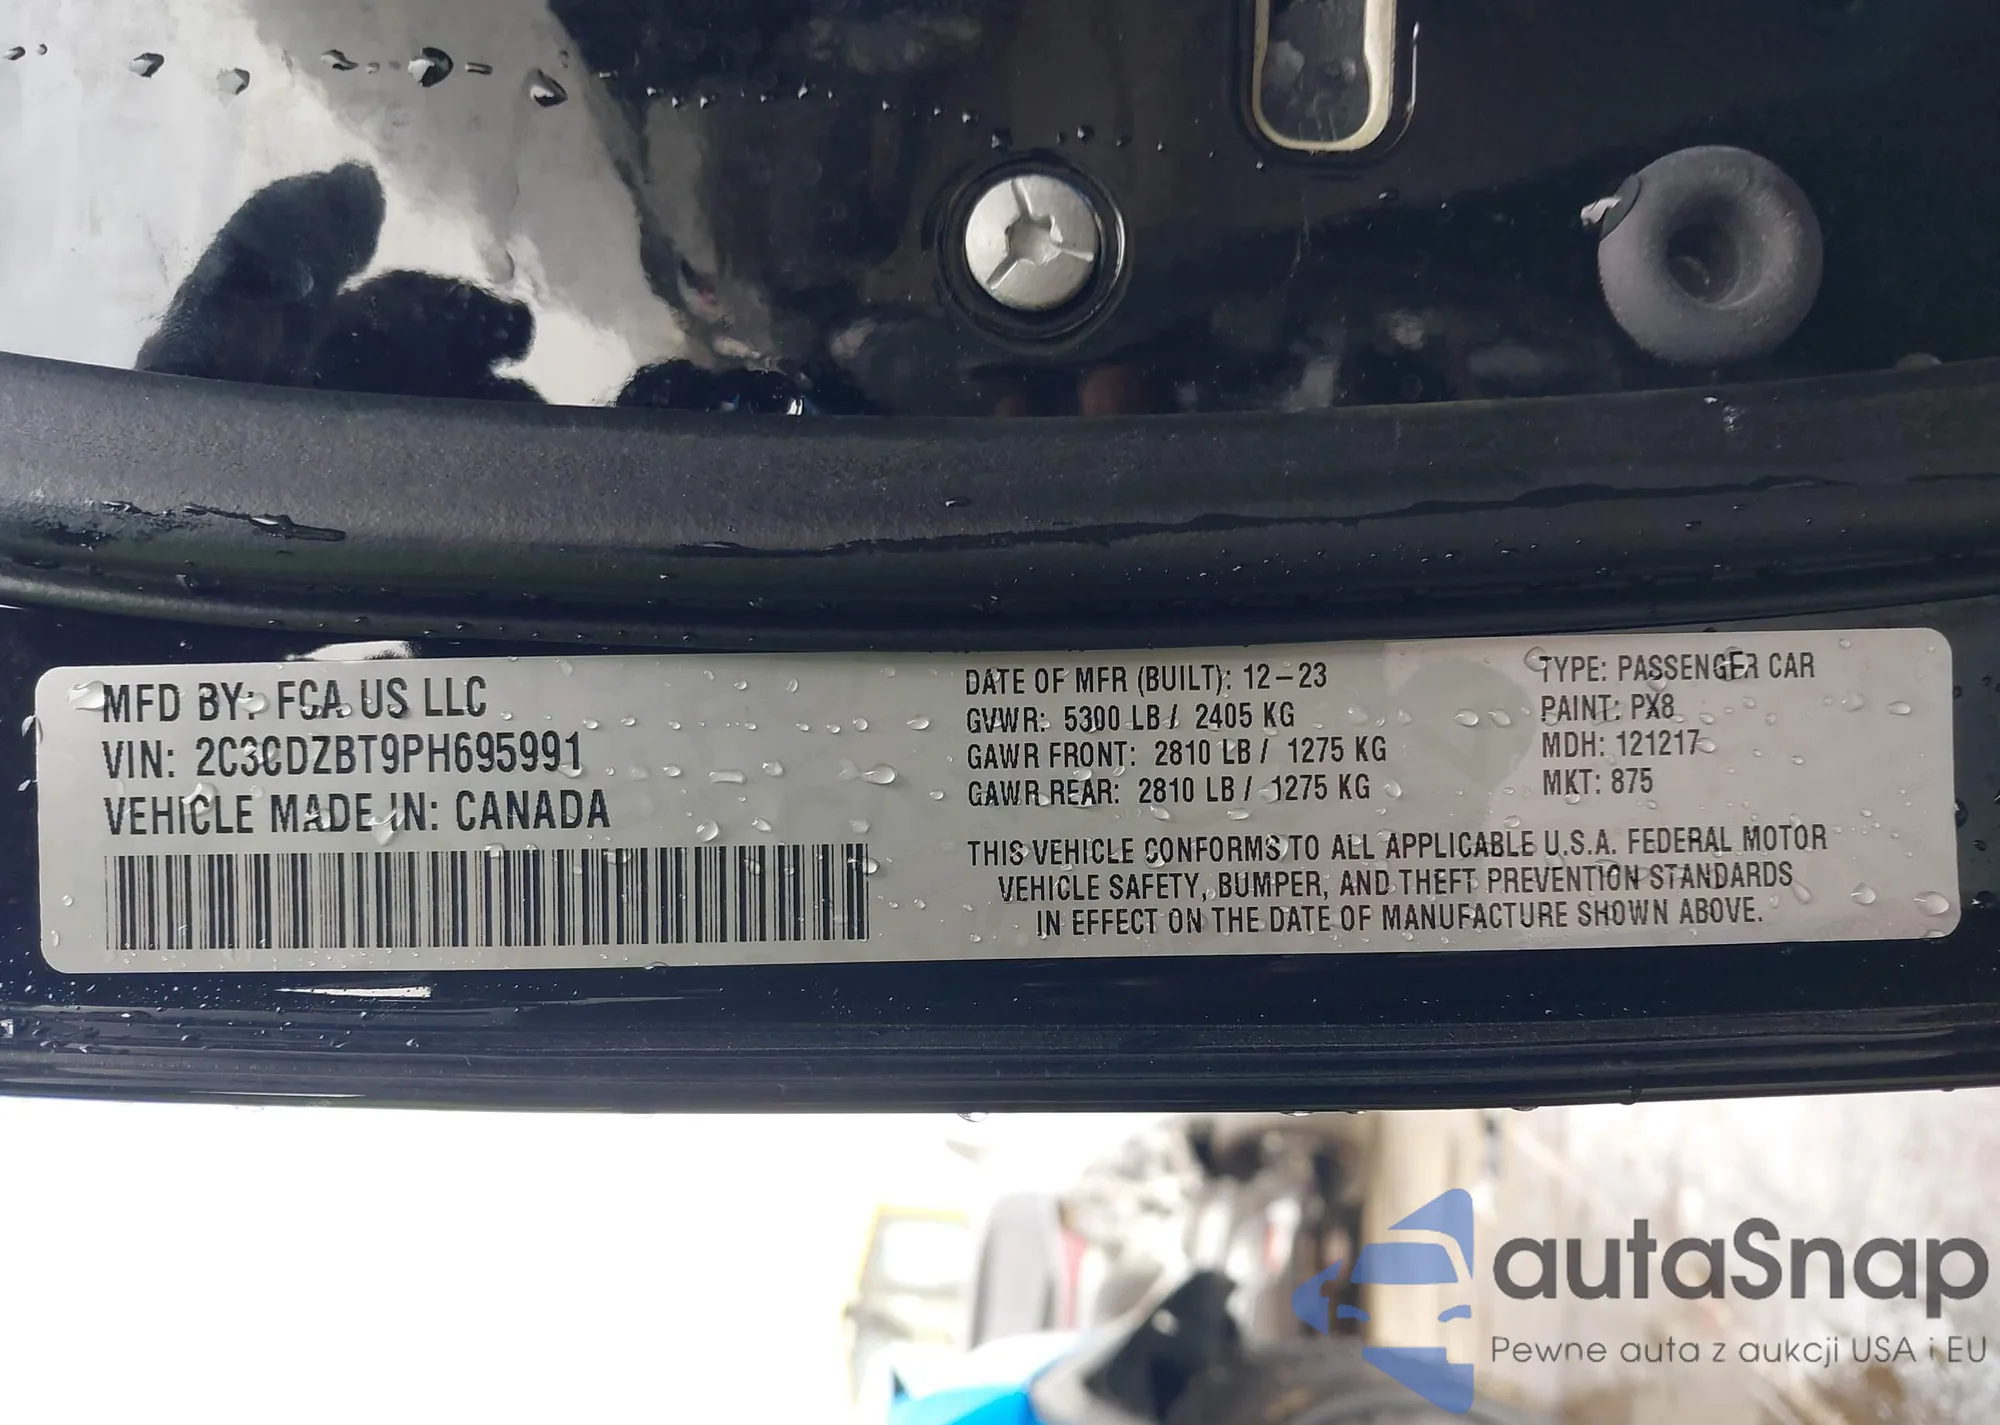 MFD BY: FCA US LLC
VIN: 2C3CDZBT9PH695991
VEHICLE MADE IN: CANADA
DATE OF MFR (BUILT): 12-23
GVWR: 5300 LB / 2405 KG
GAWR FRONT: 2810 LB / 1275 KG
GAWR REAR: 2810 LB / 1275 KG
TYPE: PASSENGER CAR
PAINT: PX8
MDH: 121217
MKT: 875
THIS VEHICLE CONFORMS TO ALL APPLICABLE U.S.A. FEDERAL MOTOR
VEHICLE SAFETY, BUMPER, AND THEFT PREVENTION STANDARDS
IN EFFECT ON THE DATE OF MANUFACTURE SHOWN ABOVE.
autaSnap
Pewne auta z aukcji USA i EU